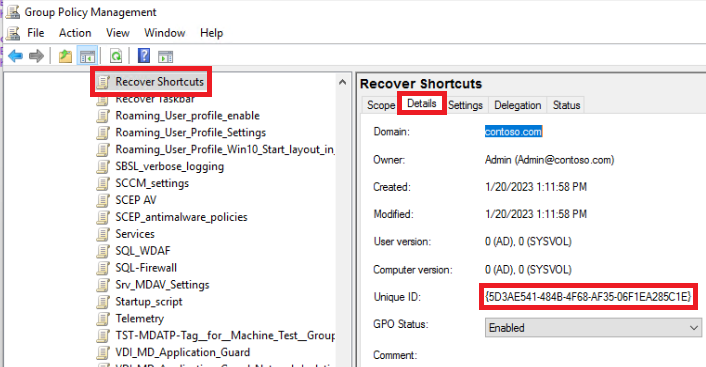 Group Policy Management
File Action View Window Help
Recover Shortcuts
Recover Taskbar
Roaming_User_profile_enable
Roaming_User_Profile_Settings
Roaming_User_Profile_Win10_Start_layout_in_
SBSL_verbose_logging
SCCM_settings
SCEP AV
SCEP_antimalware_policies
Services
SQL_WDAF
SQL-Firewall
Srv_MDAV_Settings
Startup_script
Telemetry
TST-MDATP-Tag__for__Machine_Test__Group
VDI_MD_Application_Guard
Recover Shortcuts
Scope Details Settings Delegation Status
Domain: contoso.com
Owner: Admin (Admin@contoso.com)
Created: 1/20/2023 1:11:58 PM
Modified: 1/20/2023 1:11:58 PM
User version: 0 (AD), 0 (SYSVOL)
Computer version: 0 (AD), 0 (SYSVOL)
Unique ID: {5D3AE541-484B-4F68-AF35-06F1EA285C1E}
GPO Status: Enabled
Comment: